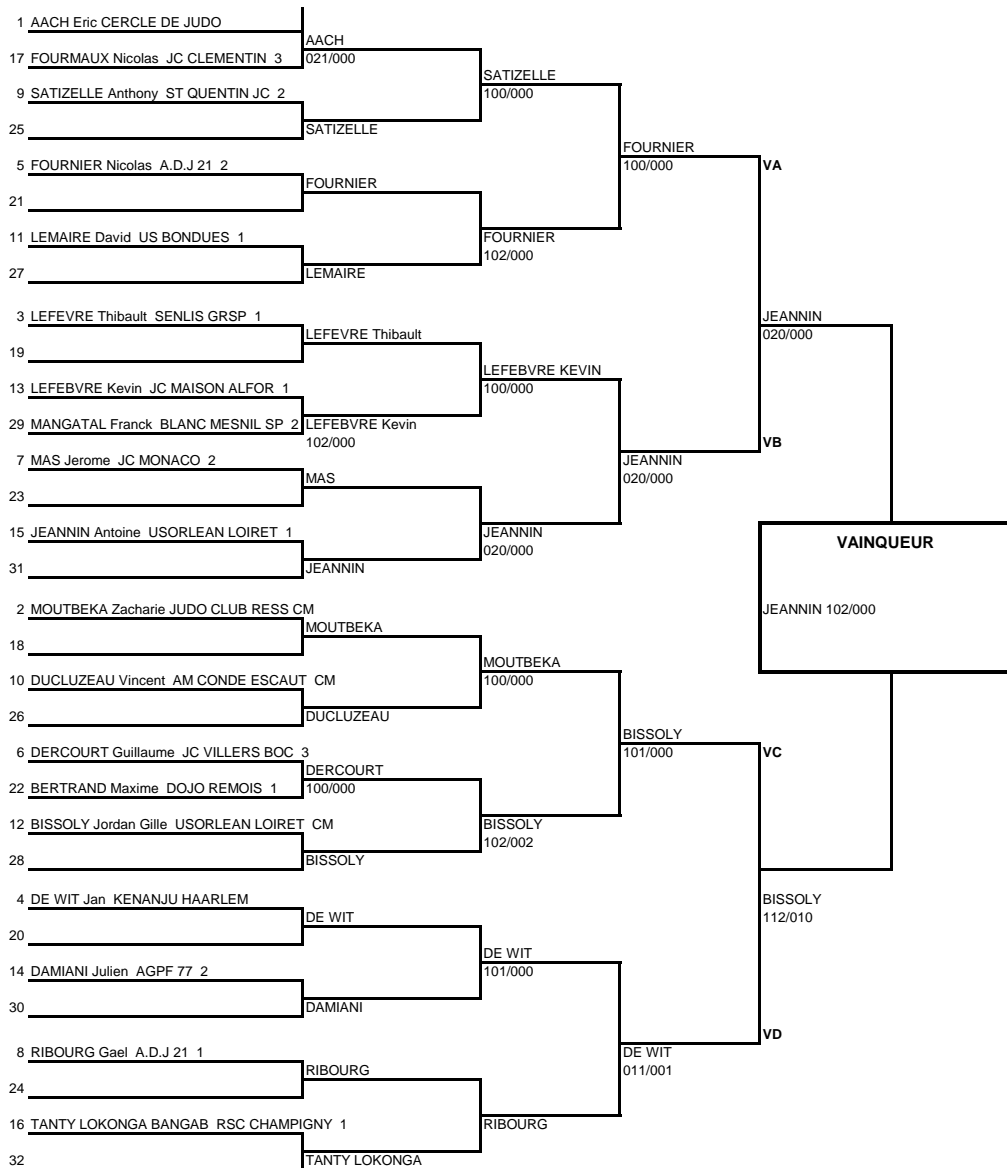 1 AACH Eric CERCLE DE JUDO
AACH
17 FOURMAUX Nicolas JC CLEMENTIN 3
021/000
SATIZELLE
9 SATIZELLE Anthony ST QUENTIN JC 2
100/000
25
SATIZELLE
FOURNIER
5 FOURNIER Nicolas A.D.J 21 2
100/000
VA
FOURNIER
21
11 LEMAIRE David US BONDUES 1
FOURNIER
102/000
27
LEMAIRE
3 LEFEVRE Thibault SENLIS GRSP 1
JEANNIN
LEFEVRE Thibault
020/000
19
LEFEBVRE KEVIN
13 LEFEBVRE Kevin JC MAISON ALFOR 1
100/000
29 MANGATAL Franck BLANC MESNIL SP 2
LEFEBVRE Kevin
102/000
VB
7 MAS Jerome JC MONACO 2
JEANNIN
MAS
020/000
23
15 JEANNIN Antoine USORLEAN LOIRET 1
JEANNIN
020/000
VAINQUEUR
31
JEANNIN
2 MOUTBEKA Zacharie JUDO CLUB RESS CM
JEANNIN 102/000
MOUTBEKA
18
MOUTBEKA
10 DUCLUZEAU Vincent AM CONDE ESCAUT CM
100/000
26
DUCLUZEAU
BISSOLY
6 DERCOURT Guillaume JC VILLERS BOC 3
101/000
VC
DERCOURT
22 BERTRAND Maxime DOJO REMOIS 1
100/000
12 BISSOLY Jordan Gille USORLEAN LOIRET CM
BISSOLY
102/002
28
BISSOLY
4 DE WIT Jan KENANJU HAARLEM
BISSOLY
DE WIT
112/010
20
DE WIT
14 DAMIANI Julien AGPF 77 2
101/000
30
DAMIANI
VD
8 RIBOURG Gael A.D.J 21 1
DE WIT
RIBOURG
011/001
24
16 TANTY LOKONGA BANGAB RSC CHAMPIGNY 1
RIBOURG
32
TANTY LOKONGA